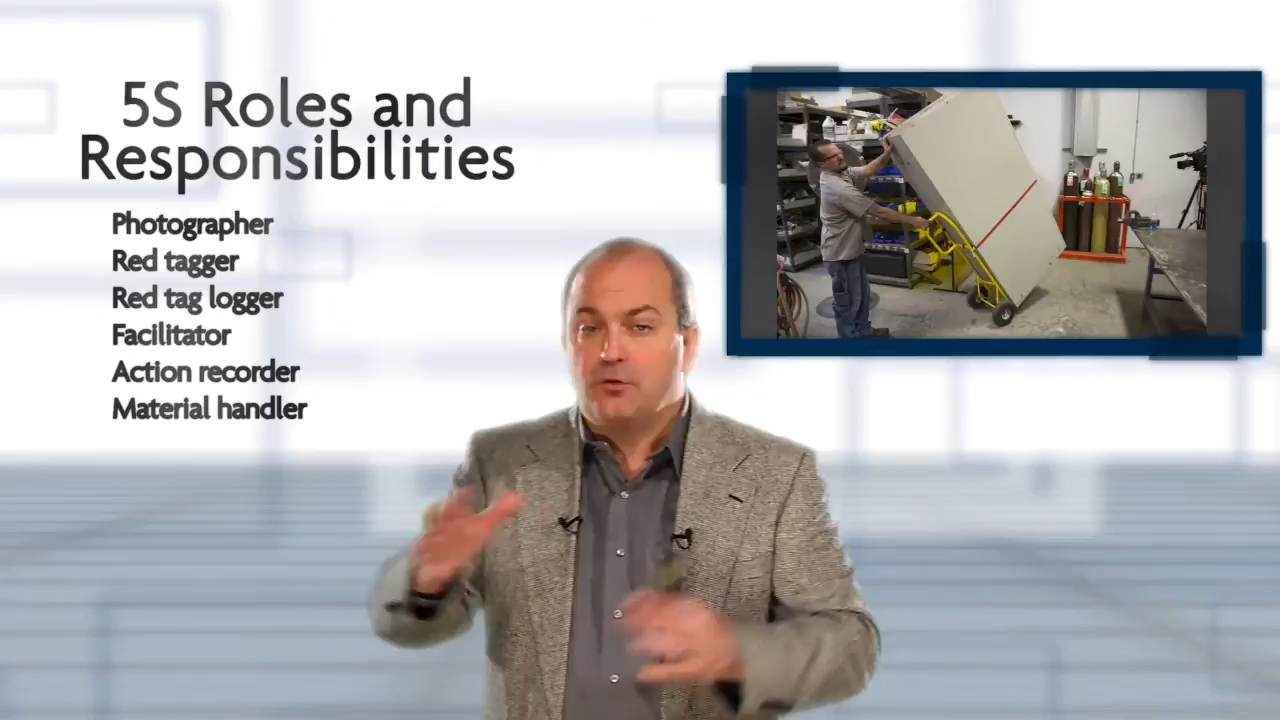 5S Roles and
Responsibilities
Photographer
Red tagger
Red tag logger
Facilitator
Action recorder
Material handler